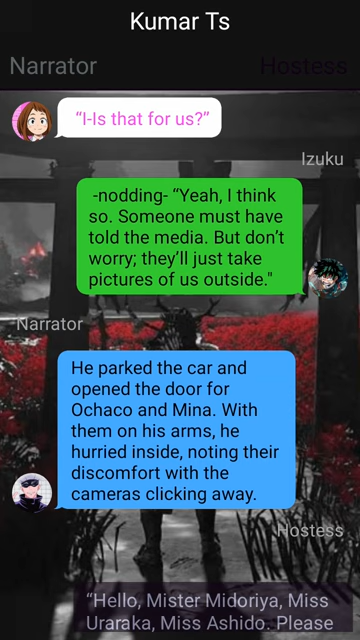 Kumar Ts
Narrator
Hostess
“I-Is that for us?”
Izuku
-nodding- “Yeah, I think
so. Someone must have
told the media. But don’t
worry; they’ll just take
pictures of us outside."
Narrator
He parked the car and
opened the door for
Ochaco and Mina. With
them on his arms, he
hurried inside, noting their
discomfort with the
cameras clicking away.
Hostess
“Hello, Mister Midoriya, Miss
Uraraka, Miss Ashido. Please